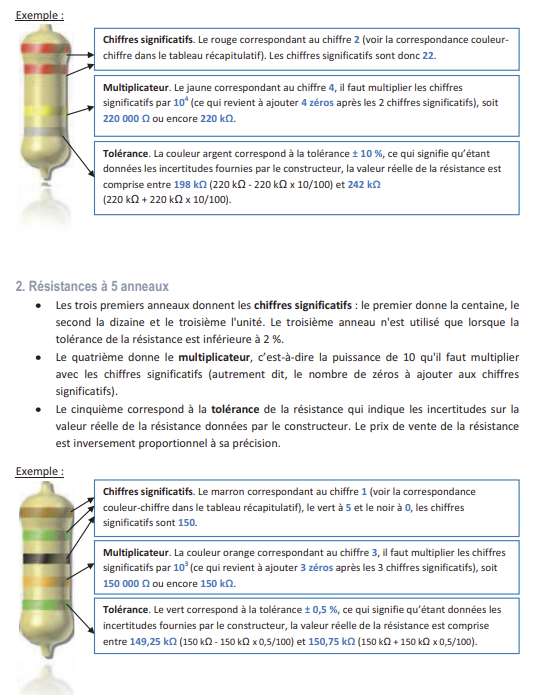 Exemple :
Chiffres significatifs. Le rouge correspondant au chiffre 2 (voir la correspondance couleur-
chiffre dans le tableau récapitulatif). Les chiffres significatifs sont donc 22.
Multiplicateur. Le jaune correspondant au chiffre 4, il faut multiplier les chiffres
significatifs par 10⁴ (ce qui revient à ajouter 4 zéros après les 2 chiffres significatifs), soit
220 000 Ω ou encore 220 kΩ.
Tolérance. La couleur argent correspond à la tolérance ± 10 %, ce qui signifie qu'étant
données les incertitudes fournies par le constructeur, la valeur réelle de la résistance est
comprise entre 198 kΩ (220 kΩ - 220 kΩ x 10/100) et 242 kΩ
(220 kΩ + 220 kΩ x 10/100).
2. Résistances à 5 anneaux
• Les trois premiers anneaux donnent les chiffres significatifs : le premier donne la centaine, le
second la dizaine et le troisième l'unité. Le troisième anneau n'est utilisé que lorsque la
tolérance de la résistance est inférieure à 2 %.
• Le quatrième donne le multiplicateur, c'est-à-dire la puissance de 10 qu'il faut multiplier
avec les chiffres significatifs (autrement dit, le nombre de zéros à ajouter aux chiffres
significatifs).
• Le cinquième correspond à la tolérance de la résistance qui indique les incertitudes sur la
valeur réelle de la résistance données par le constructeur. Le prix de vente de la résistance
est inversement proportionnel à sa précision.
Exemple :
Chiffres significatifs. Le marron correspondant au chiffre 1 (voir la correspondance
couleur-chiffre dans le tableau récapitulatif), le vert à 5 et le noir à 0, les chiffres
significatifs sont 150.
Multiplicateur. La couleur orange correspondant au chiffre 3, il faut multiplier les chiffres
significatifs par 10³ (ce qui revient à ajouter 3 zéros après les 3 chiffres significatifs), soit
150 000 Ω ou encore 150 kΩ.
Tolérance. Le vert correspond à la tolérance ± 0,5 %, ce qui signifie qu'étant données les
incertitudes fournies par le constructeur, la valeur réelle de la résistance est comprise
entre 149,25 kΩ (150 kΩ - 150 kΩ x 0,5/100) et 150,75 kΩ (150 kΩ + 150 kΩ x 0,5/100).